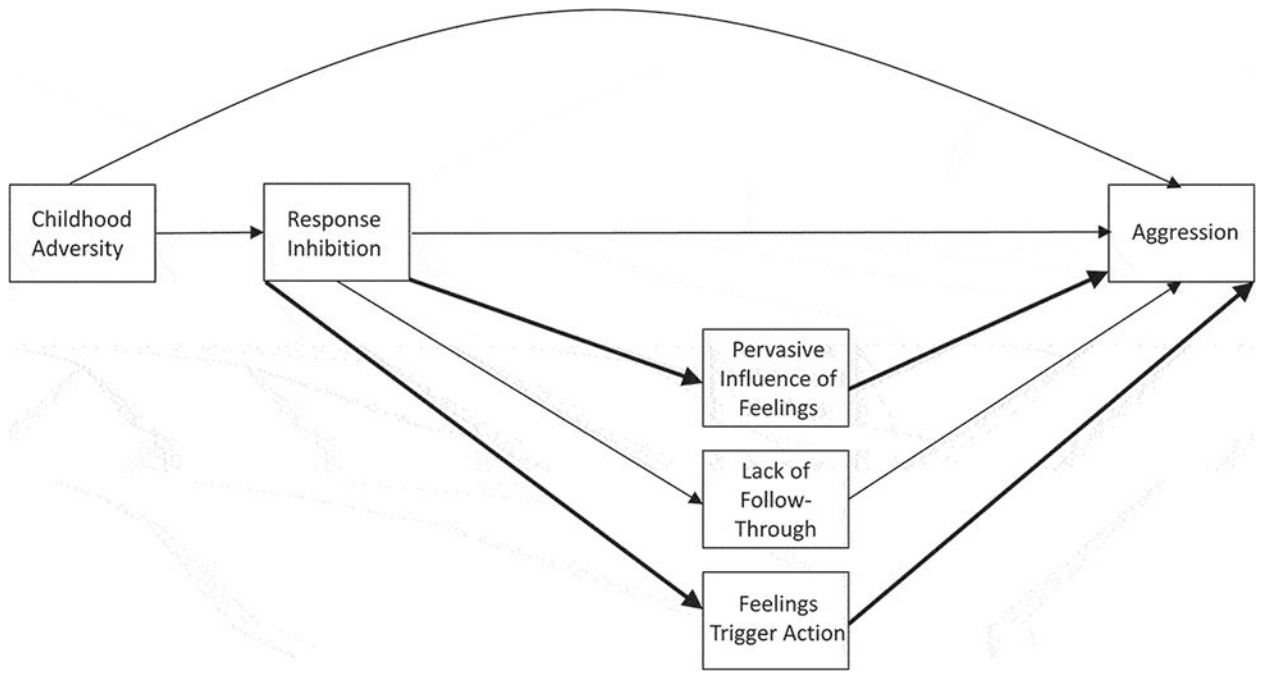 Childhood
Adversity
Response
Inhibition
Aggression
Pervasive
Influence of
Feelings
Lack of
Follow-
Through
Feelings
Trigger Action